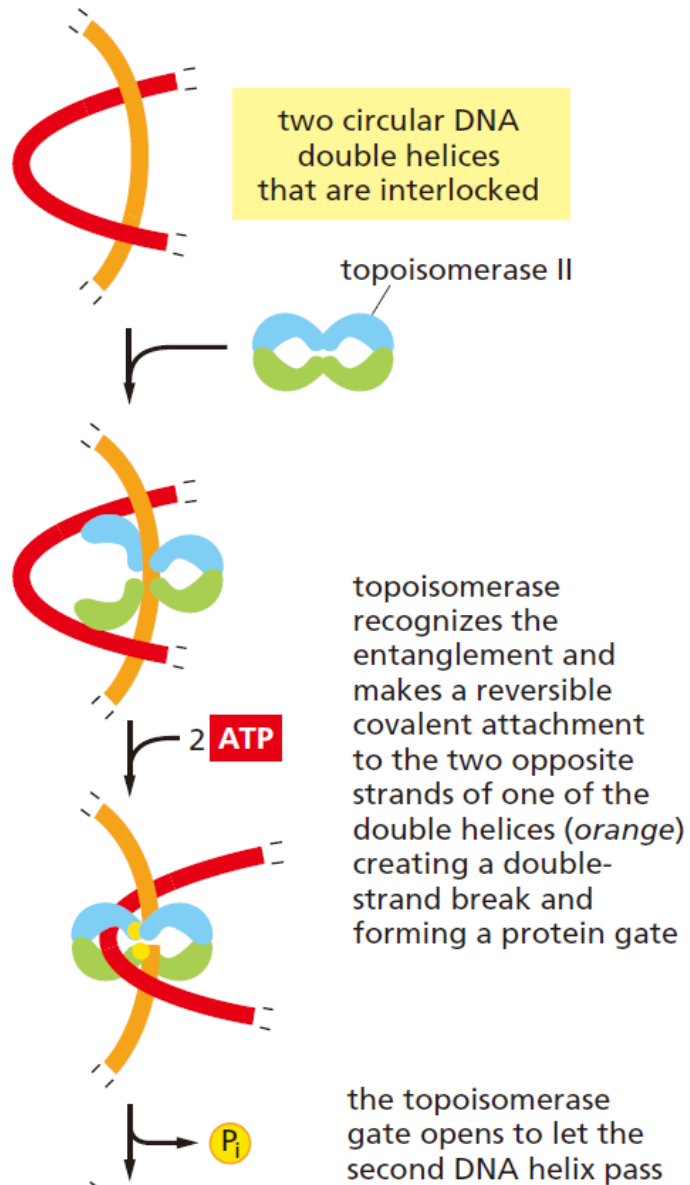 two circular DNA
double helices
that are interlocked
topoisomerase II
topoisomerase
recognizes the
entanglement and
makes a reversible
covalent attachment
to the two opposite
strands of one of the
double helices (orange)
creating a double-
strand break and
forming a protein gate
2 ATP
the topoisomerase
gate opens to let the
second DNA helix pass
Pi